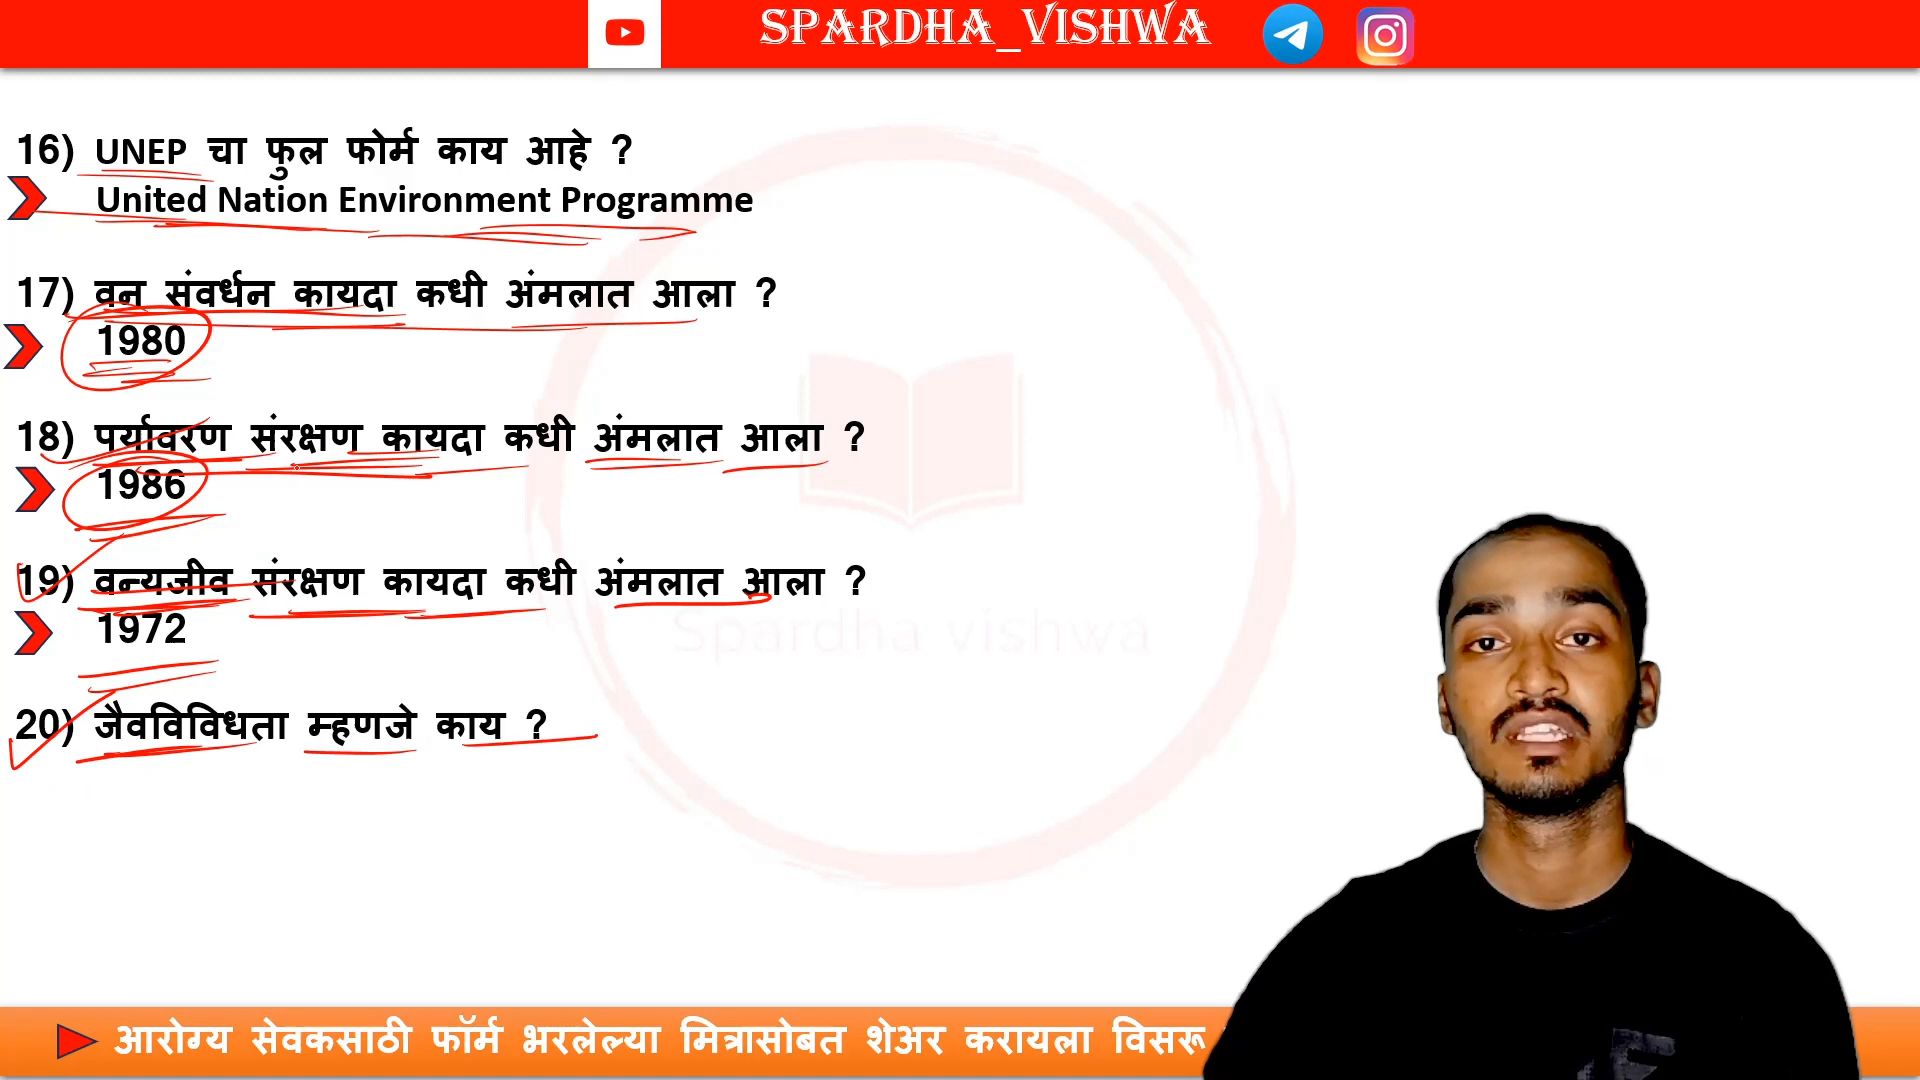 SPARDHA_VISHWA
16) UNEP चा फुल फोर्म काय आहे ?
United Nation Environment Programme
17) वन संवर्धन कायदा कधी अंमलात आला ?
1980
18) पर्यावरण संरक्षण कायदा कधी अंमलात आला ?
1986
19) वन्यजीव संरक्षण कायदा कधी अंमलात आला ?
1972
Spardha vishwa
20) जैवविविधता म्हणजे काय ?
आरोग्य सेवकसाठी फॉर्म भरलेल्या मित्रासोबत शेअर करायला विसरू